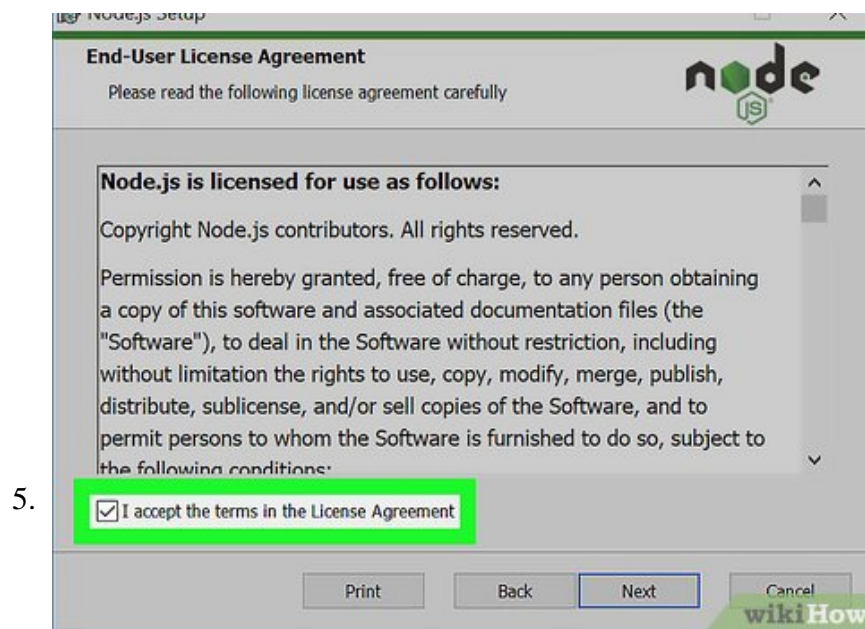 Node.js Setup
End-User License Agreement
Please read the following license agreement carefully
node
JS
Node.js is licensed for use as follows:
Copyright Node.js contributors. All rights reserved.
Permission is hereby granted, free of charge, to any person obtaining
a copy of this software and associated documentation files (the
"Software"), to deal in the Software without restriction, including
without limitation the rights to use, copy, modify, merge, publish,
distribute, sublicense, and/or sell copies of the Software, and to
permit persons to whom the Software is furnished to do so, subject to
the following conditions:
5.
I accept the terms in the License Agreement
Print Back Next Cancel
wikiHow